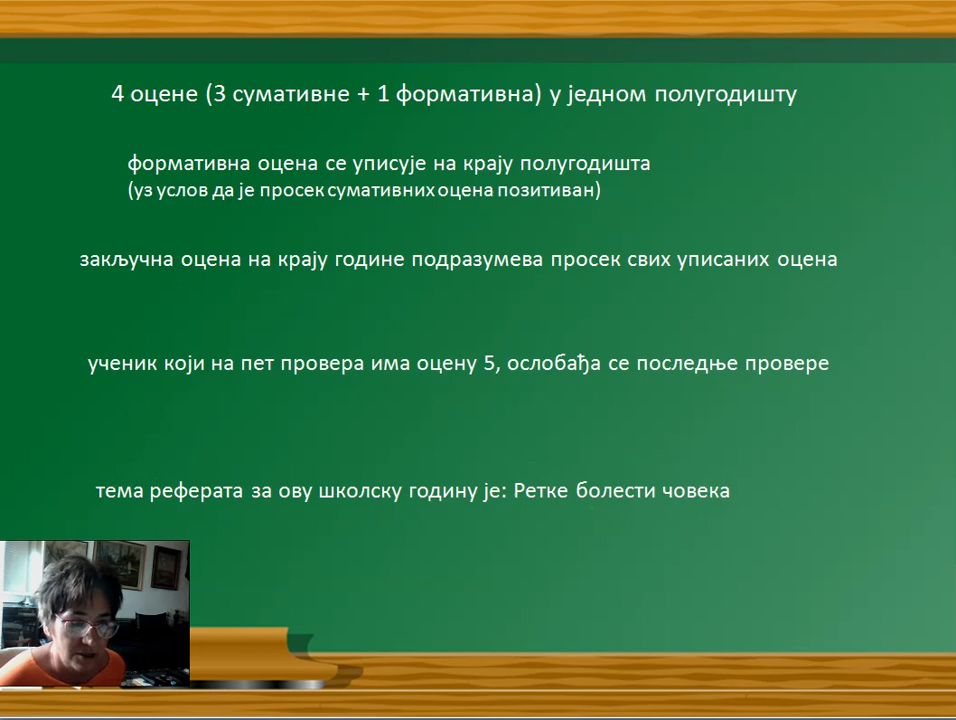 4 оцене (3 сумативне + 1 формативна) у једном полугодишту
формативна оцена се уписује на крају полугодишта
(уз услов да је просек сумативних оцена позитиван)
закључна оцена на крају године подразумева просек свих уписаних оцена
ученик који на пет провера има оцену 5, ослобађа се последње провере
тема реферата за ову школску годину је: Ретке болести човека